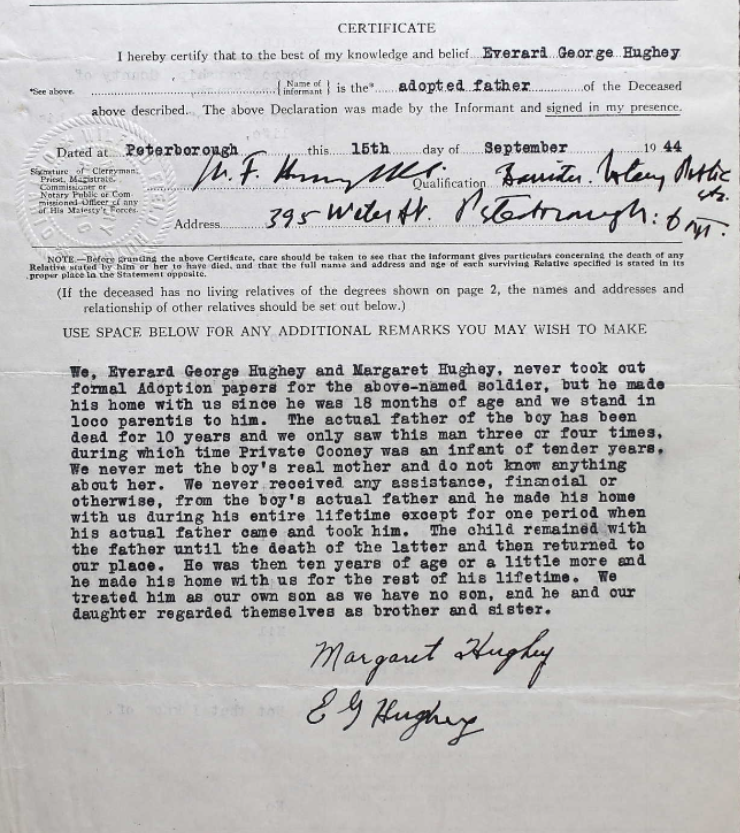 CERTIFICATE
I hereby certify that to the best of my knowledge and belief Everard George Hughey
*See above. {Name of informant} is the* adopted father of the Deceased
above described. The above Declaration was made by the Informant and signed in my presence.
Dated at Peterborough this 15th day of September 1944
Signature of Clergyman,
Priest, Magistrate,
Commissioner or
Notary Public or Com-
missioned Officer of any
of His Majesty's Forces.
Qualification Barrister. Notary Public
etc.
Address 395 Water St. Peterborough: Ont.
NOTE.—Before granting the above Certificate, care should be taken to see that the informant gives particulars concerning the death of any
Relative stated by him or her to have died, and that the full name and address and age of each surviving Relative specified is stated in its
proper place in the Statement opposite.
(If the deceased has no living relatives of the degrees shown on page 2, the names and addresses and
relationship of other relatives should be set out below.)
USE SPACE BELOW FOR ANY ADDITIONAL REMARKS YOU MAY WISH TO MAKE
We, Everard George Hughey and Margaret Hughey, never took out
formal Adoption papers for the above-named soldier, but he made
his home with us since he was 18 months of age and we stand in
loco parentis to him. The actual father of the boy has been
dead for 10 years and we only saw this man three or four times,
during which time Private Cooney was an infant of tender years.
We never met the boy's real mother and do not know anything
about her. We never received any assistance, financial or
otherwise, from the boy's actual father and he made his home
with us during his entire lifetime except for one period when
his actual father came and took him. The child remained with
the father until the death of the latter and then returned to
our place. He was then ten years of age or a little more and
he made his home with us for the rest of his lifetime. We
treated him as our own son as we have no son, and he and our
daughter regarded themselves as brother and sister.
Margaret Hughey
E G Hughey